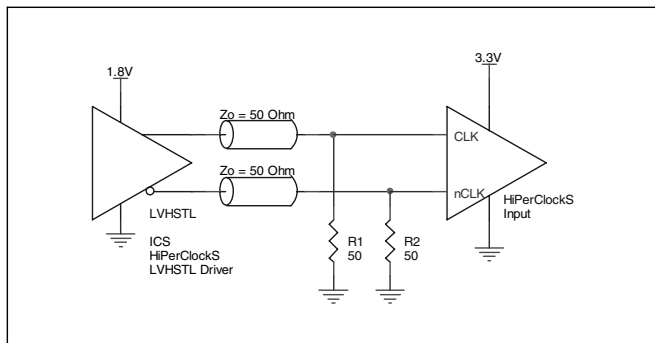 1.8V
3.3V
Zo = 50 Ohm
CLK
Zo = 50 Ohm
nCLK
HiPerClockS
Input
LVHSTL
ICS
HiPerClockS
LVHSTL Driver
R1
50
R2
50